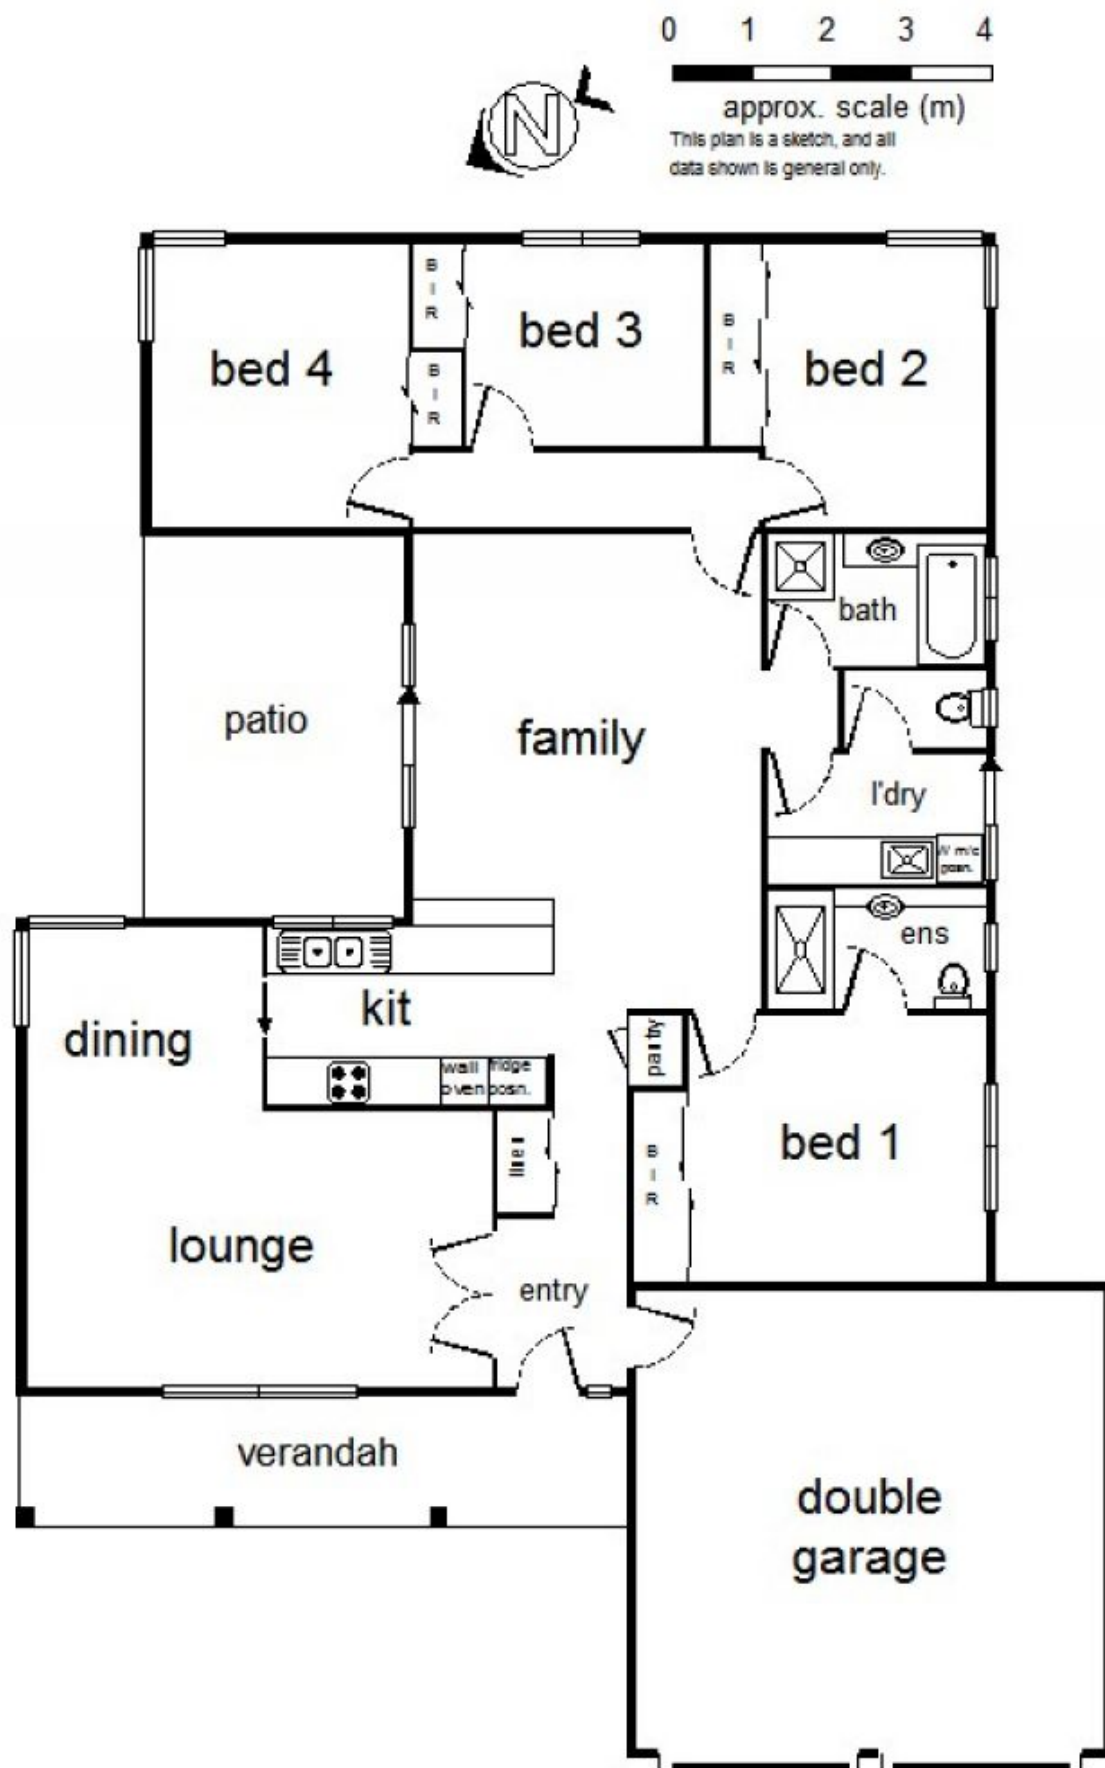 0 1 2 3 4
approx. scale (m)
This plan is a sketch, and all
data shown is general only.
N
B
I
R
bed 3
B
I
R
bed 4
B
I
R
bed 2
bath
patio
family
l'dry
W m/c
posn.
ens
kit
dining
wall
oven
fridge
posn.
pantry
bed 1
linen
B
I
R
lounge
entry
verandah
double
garage